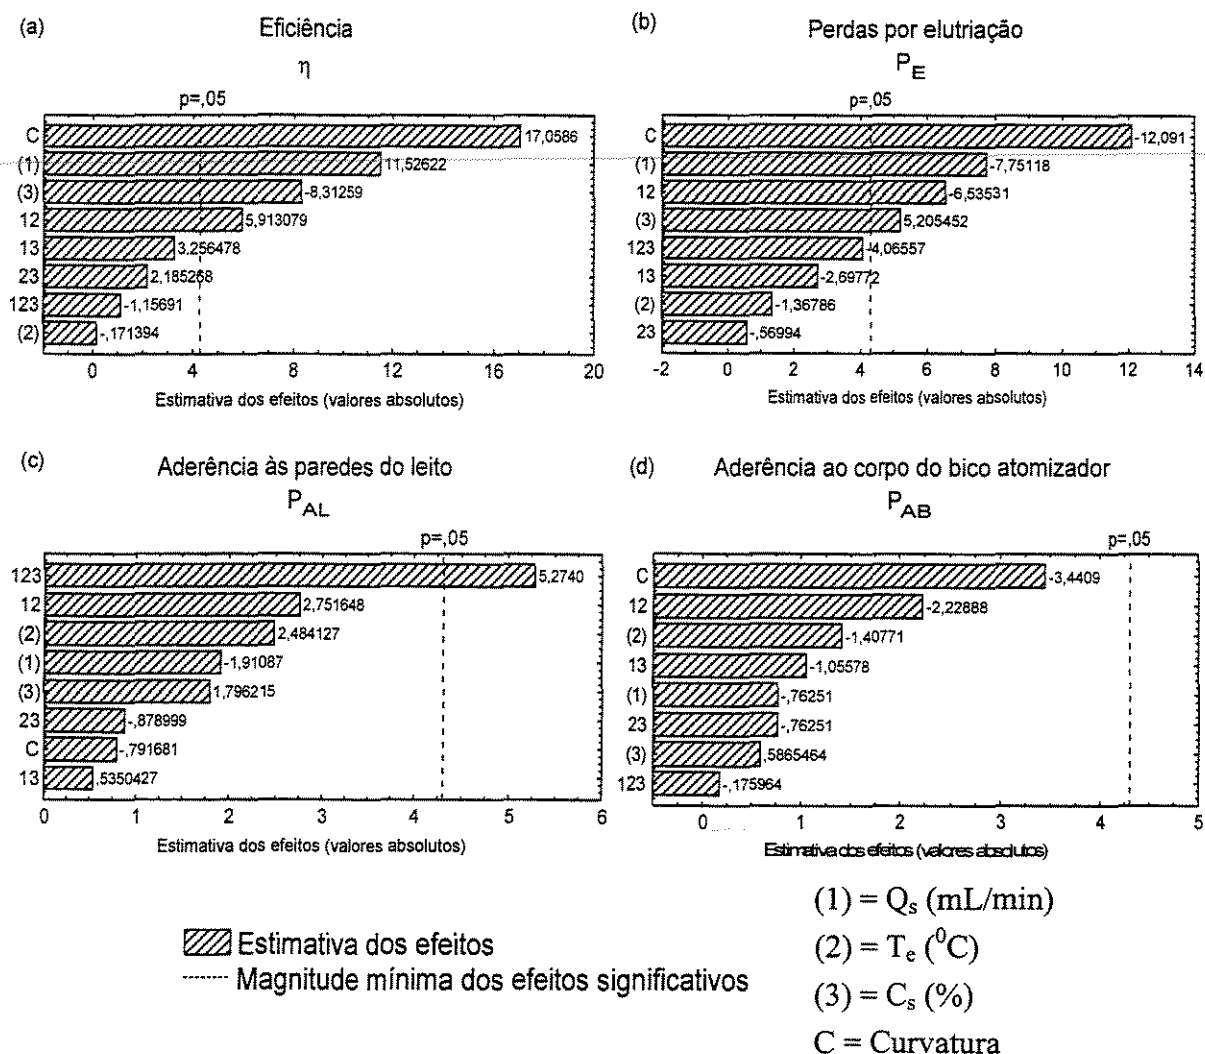 (a)
Eficiência
η
p=,05
C
17,0586
(1)
11,52622
(3)
-8,31259
12
5,913079
13
3,256478
23
2,185268
123
-1,15691
(2)
-,171394
0 4 8 12 16 20
Estimativa dos efeitos (valores absolutos)
(b)
Perdas por elutriação
P_E
p=,05
C
-12,091
(1)
-7,75118
12
-6,53531
(3)
5,205452
123
-4,06557
13
-2,69772
(2)
-1,36786
23
-,56994
-2 0 2 4 6 8 10 12 14
Estimativa dos efeitos (valores absolutos)
(c)
Aderência às paredes do leito
P_AL
p=,05
123
5,2740
12
2,751648
(2)
2,484127
(1)
-1,91087
(3)
1,796215
23
-,878999
C
-,791681
13
,5350427
0 1 2 3 4 5 6
Estimativa dos efeitos (valores absolutos)
(d)
Aderência ao corpo do bico atomizador
P_AB
p=,05
C
-3,4409
12
-2,22888
(2)
-1,40771
13
-1,05578
(1)
-,76251
23
-,76251
(3)
,5865464
123
-,175964
0 1 2 3 4 5
Estimativa dos efeitos (valores absolutos)
Estimativa dos efeitos
Magnitude mínima dos efeitos significativos
(1) = Q_s (mL/min)
(2) = T_e (⁰C)
(3) = C_s (%)
C = Curvatura